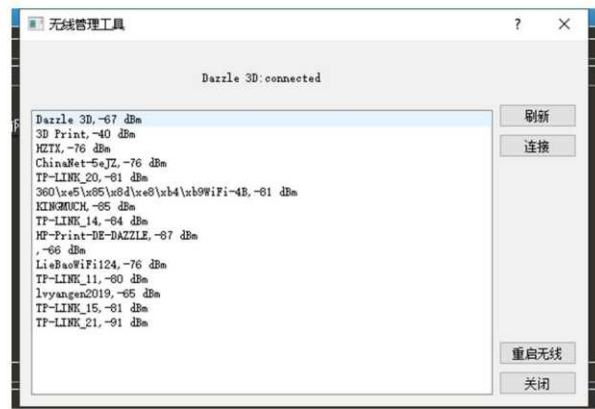 无线管理工具
?
×
Dazzle 3D:connected
Dazzle 3D,-67 dBm
3D Print,-40 dBm
HZTX,-76 dBm
ChinaNet-5eJZ,-76 dBm
TP-LINK_20,-81 dBm
360\xe5\x85\x8d\xe8\xb4\xb9WiFi-4B,-81 dBm
KINGMUCH,-85 dBm
TP-LINK_14,-84 dBm
HP-Print-DE-DAZZLE,-87 dBm
,-66 dBm
LieBaoWiFi124,-76 dBm
TP-LINK_11,-80 dBm
lvyangen2019,-65 dBm
TP-LINK_15,-81 dBm
TP-LINK_21,-91 dBm
刷新
连接
重启无线
关闭